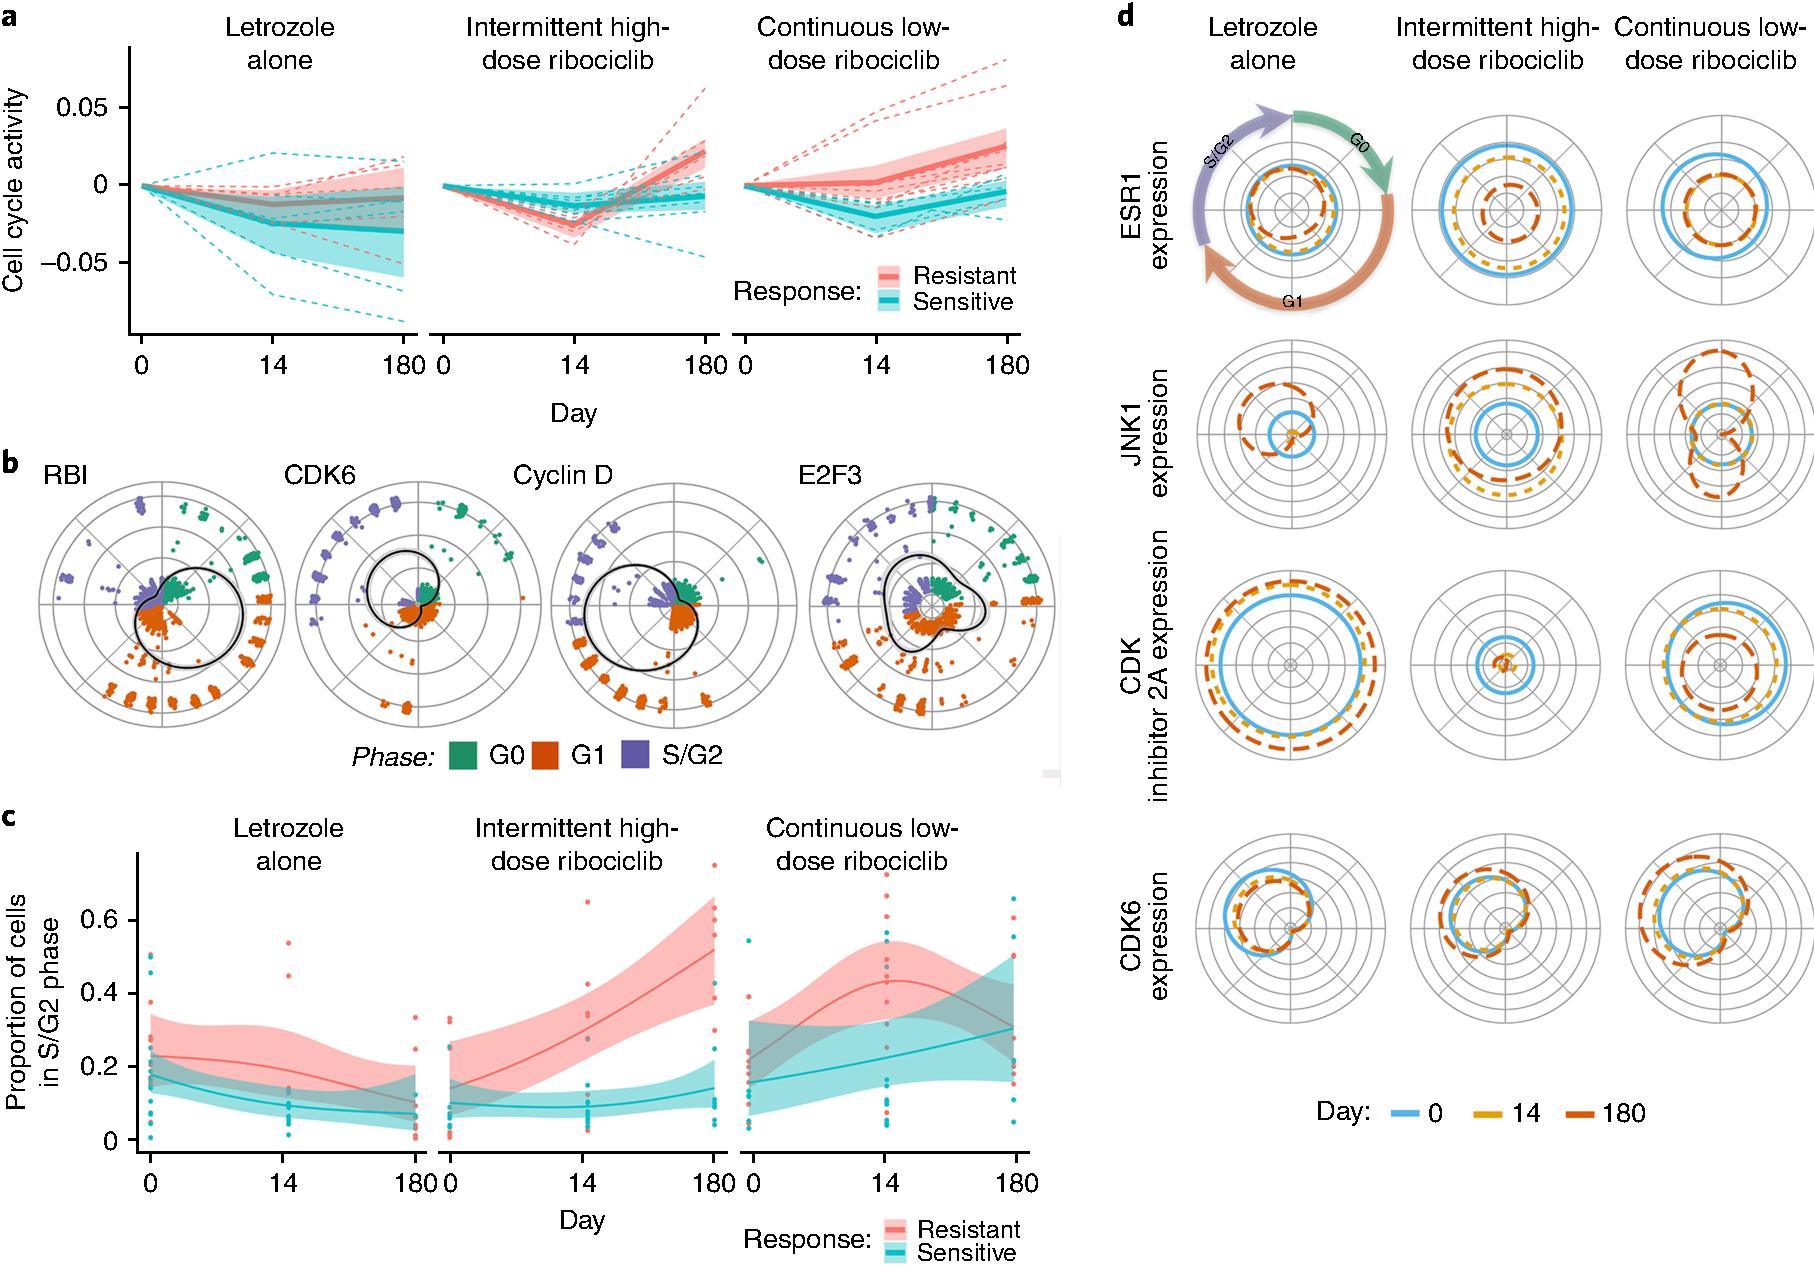 a
Letrozole
alone
Intermittent high-
dose ribociclib
Continuous low-
dose ribociclib
Cell cycle activity
0.05
0
−0.05
Response:
Resistant
Sensitive
0 14 180 0 14 180 0 14 180
Day
b
RBI CDK6 Cyclin D E2F3
Phase: G0 G1 S/G2
c
Letrozole
alone
Intermittent high-
dose ribociclib
Continuous low-
dose ribociclib
Proportion of cells
in S/G2 phase
0.6
0.4
0.2
0
0 14 180 0 14 180 0 14 180
Day
Response:
Resistant
Sensitive
d
Letrozole
alone
Intermittent high-
dose ribociclib
Continuous low-
dose ribociclib
ESR1
expression
S/G2
G0
G1
JNK1
expression
CDK
inhibitor 2A expression
CDK6
expression
Day: 0 14 180